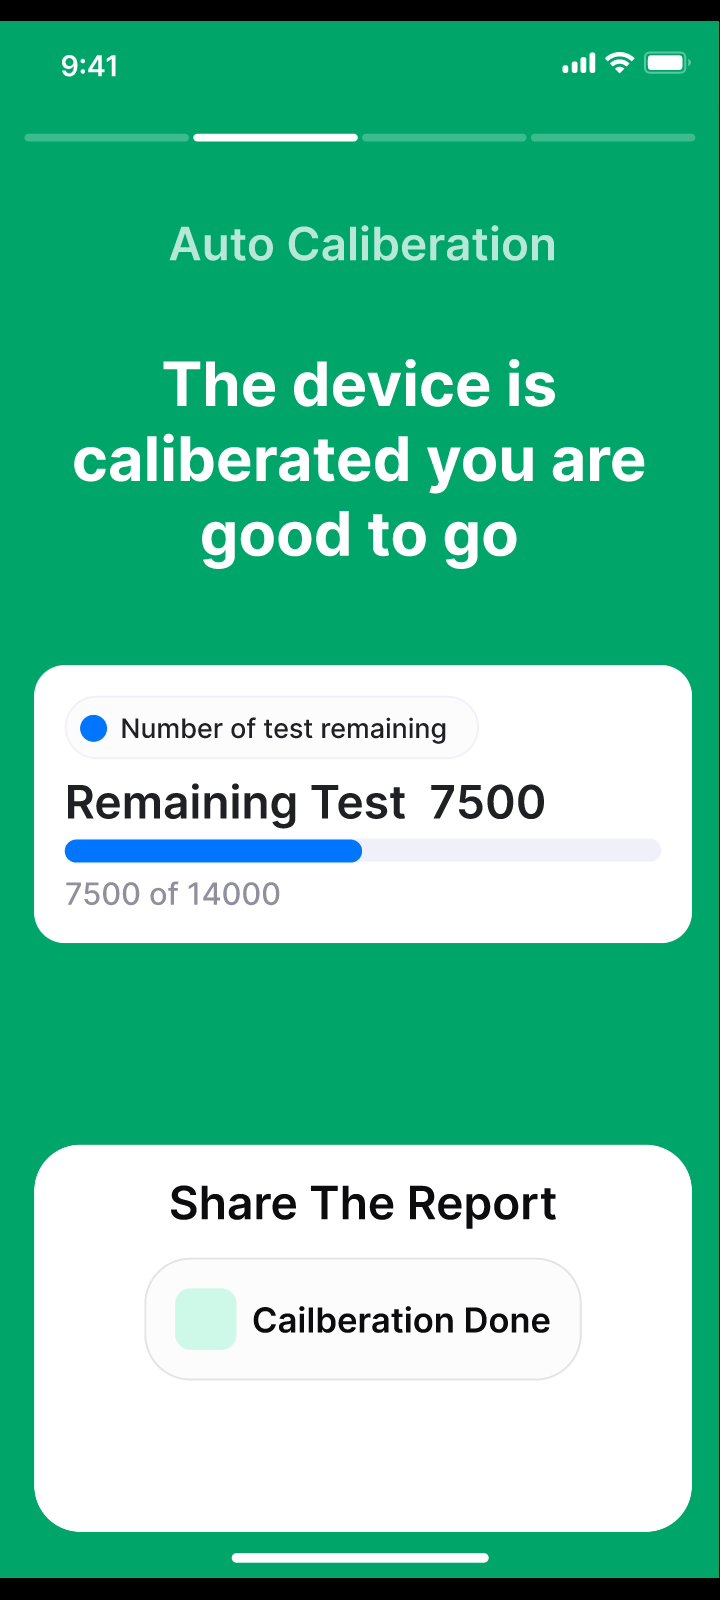 9:41
Auto Caliberation
The device is
caliberated you are
good to go
Number of test remaining
Remaining Test 7500
7500 of 14000
Share The Report
Cailberation Done